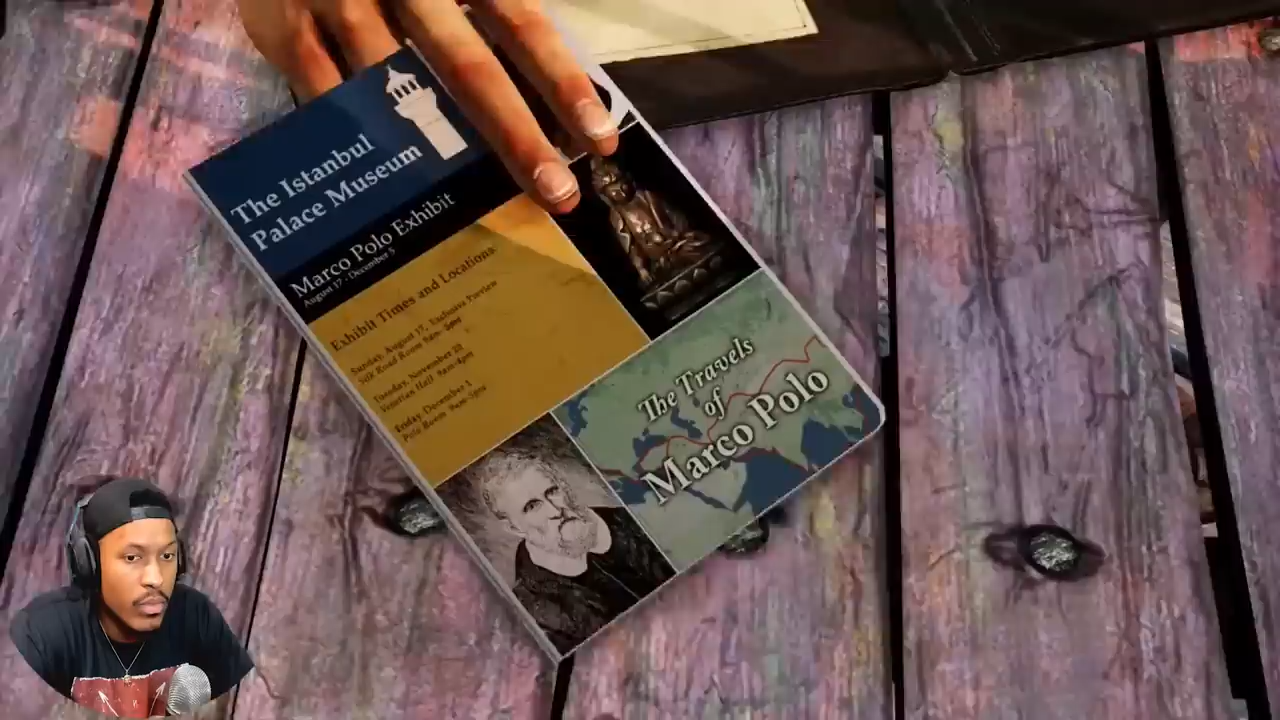 The Istanbul
Palace Museum
Marco Polo Exhibit
August 17 - December 5
Exhibit Times and Locations:
Sunday, August 17, Exclusive Preview
Silk Road Room 9am-5pm
Tuesday, November 22
Venetian Hall 9am-4pm
Friday, December 1
Polo Room 9am-5pm
The Travels
of
Marco Polo